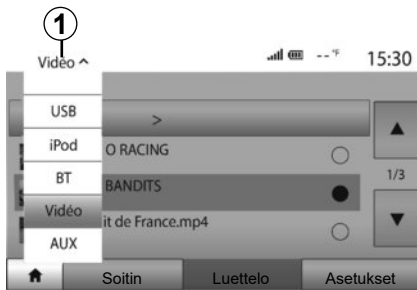 1
Vidéo ^ --°F 15:30
USB
>
iPod O RACING
BT BANDITS
1/3
Vidéo it de France.mp4
AUX
Soitin Luettelo Asetukset